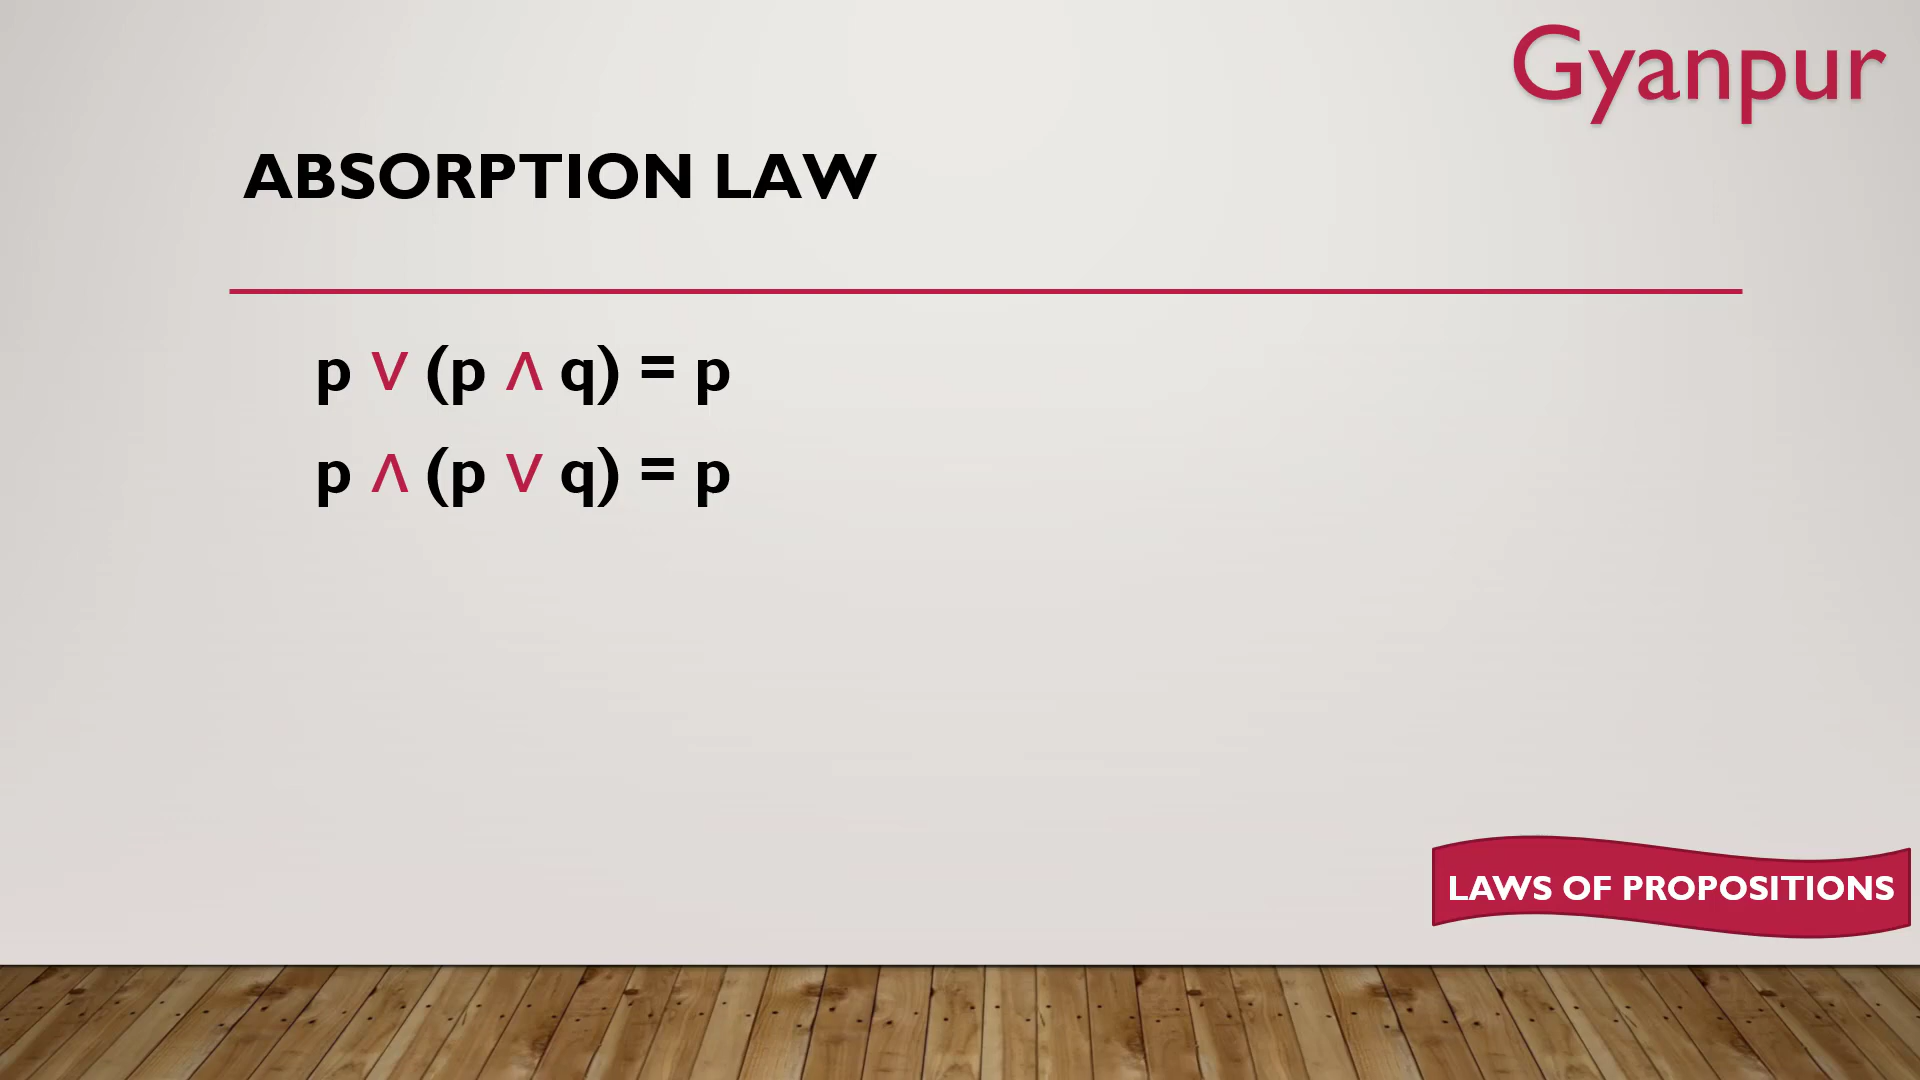 Gyanpur
ABSORPTION LAW
p ∨ (p ∧ q) = p
p ∧ (p ∨ q) = p
LAWS OF PROPOSITIONS